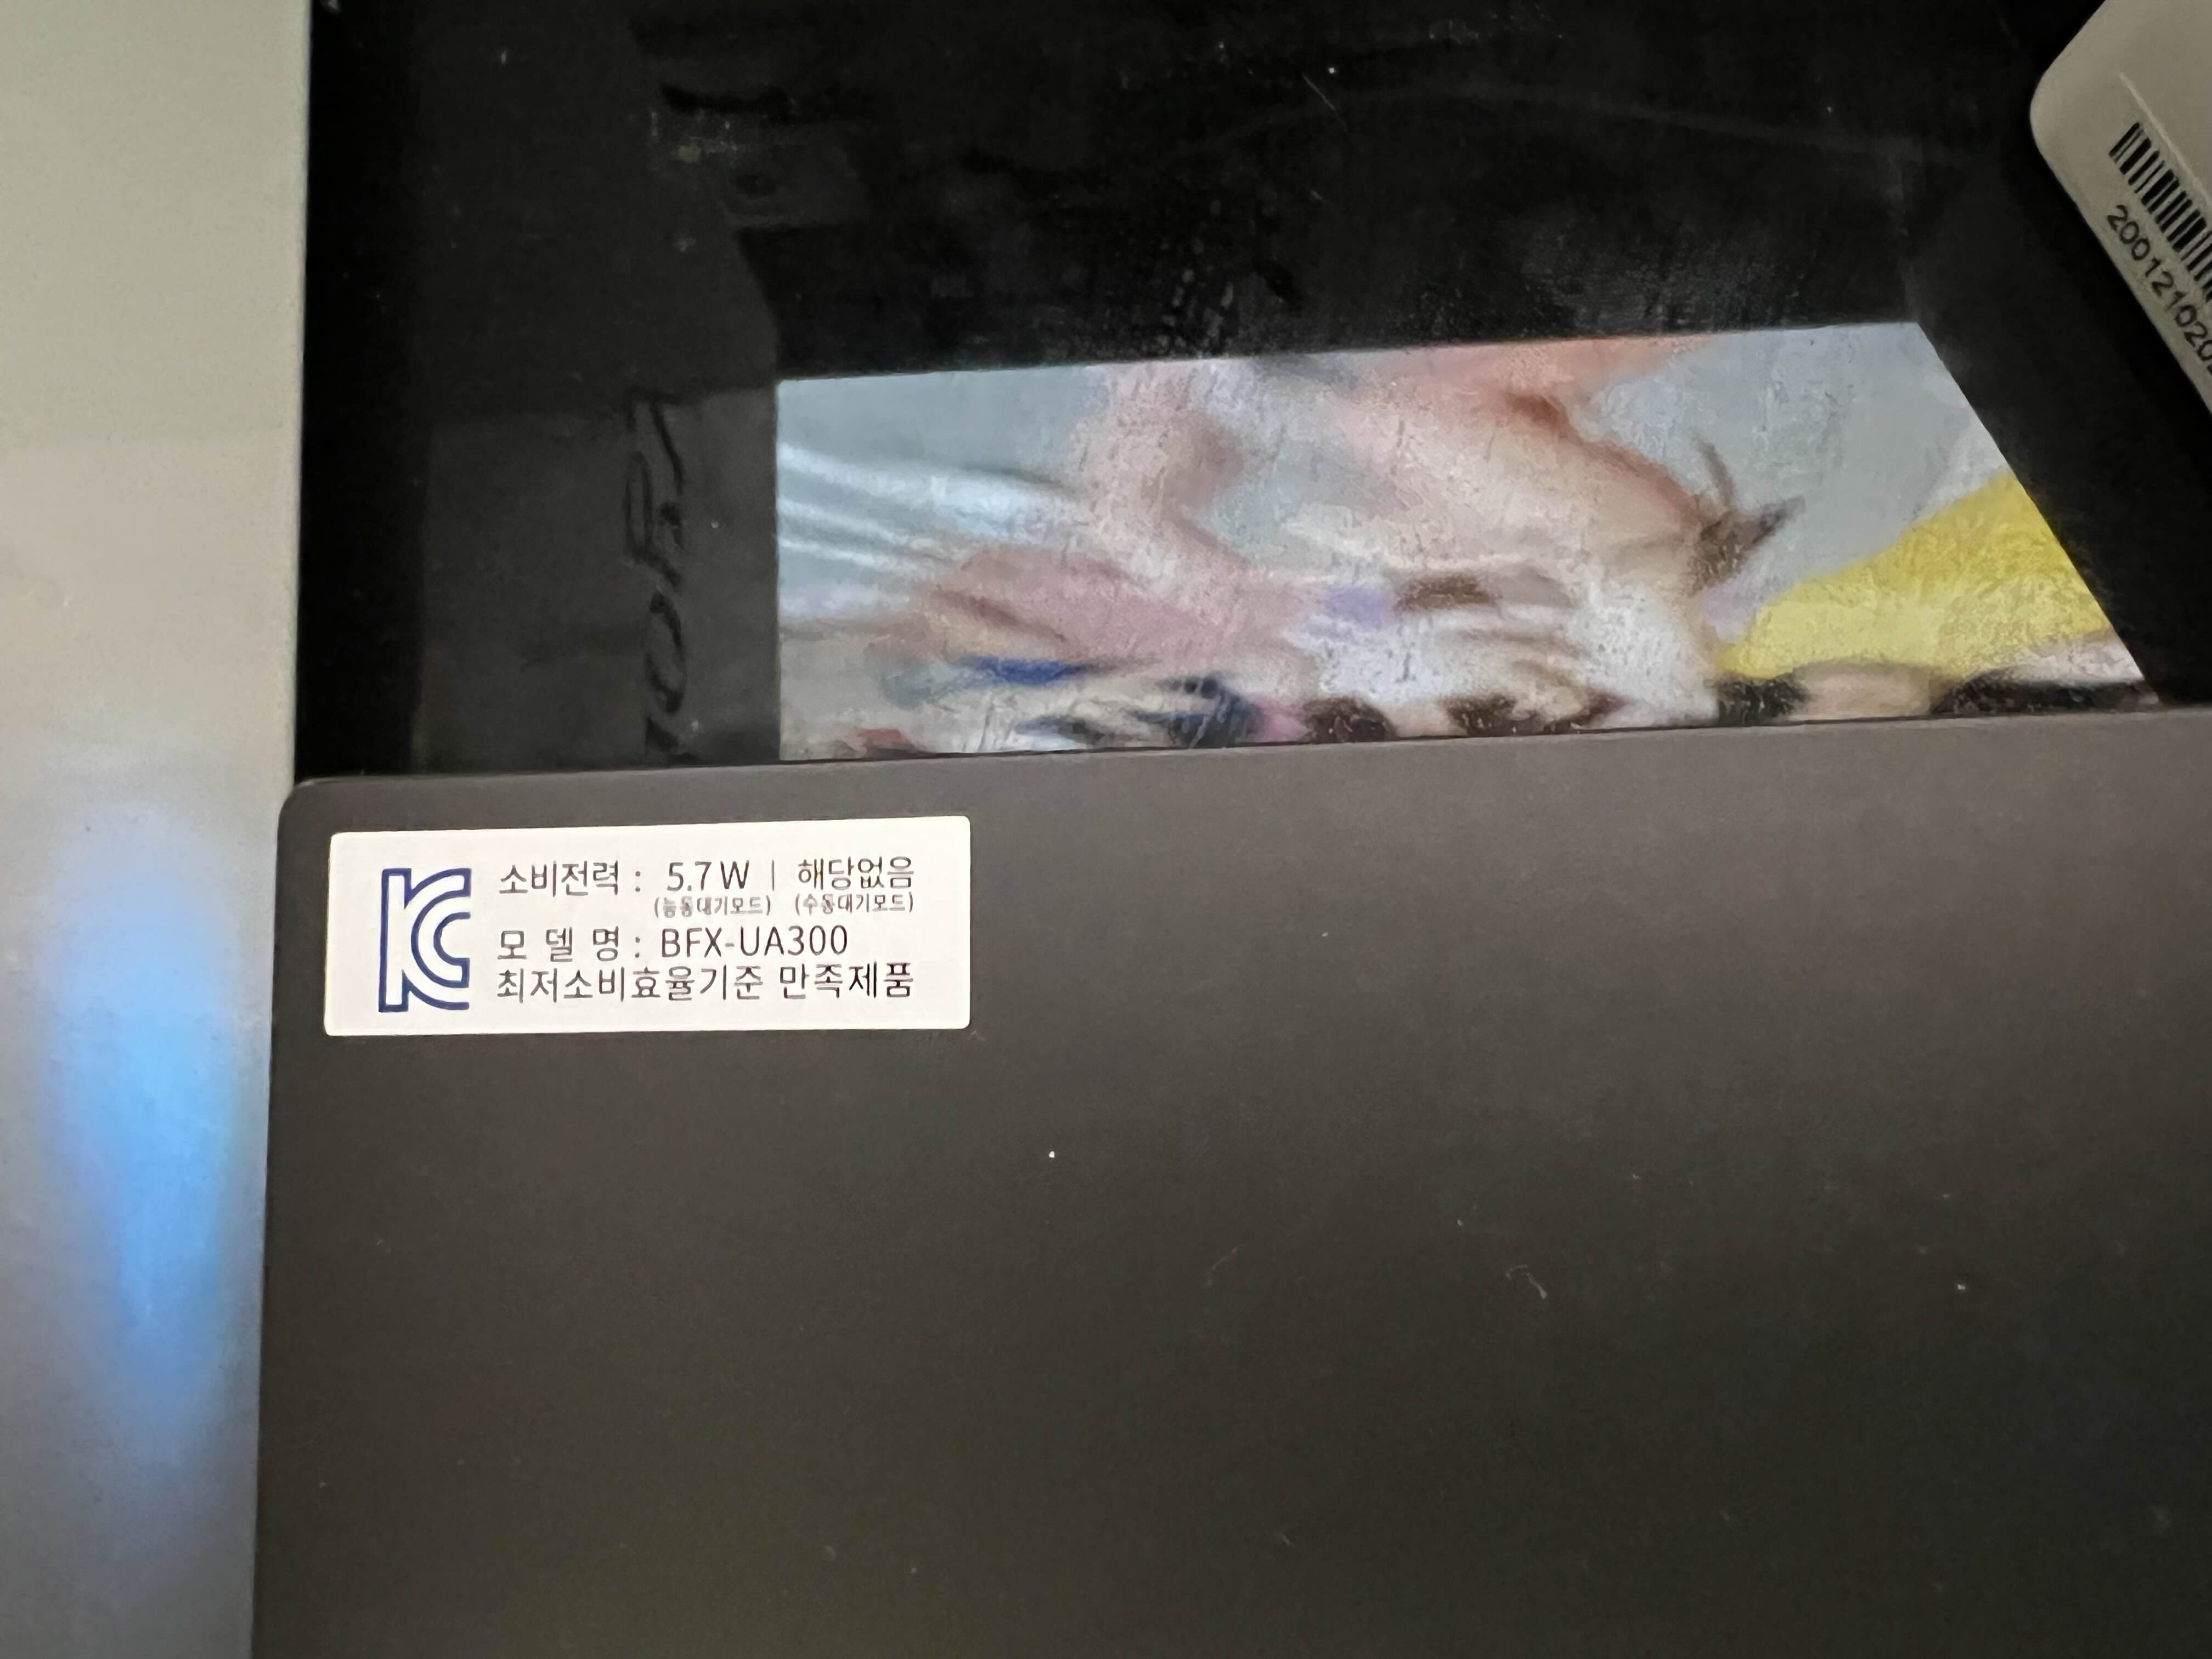 소비전력 : 5.7W | 해당없음
(능동대기모드) (수동대기모드)
모 델 명 : BFX-UA300
최저소비효율기준 만족제품